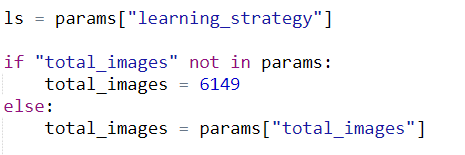 ls = params["learning_strategy"]

if "total_images" not in params:
    total_images = 6149
else:
    total_images = params["total_images"]